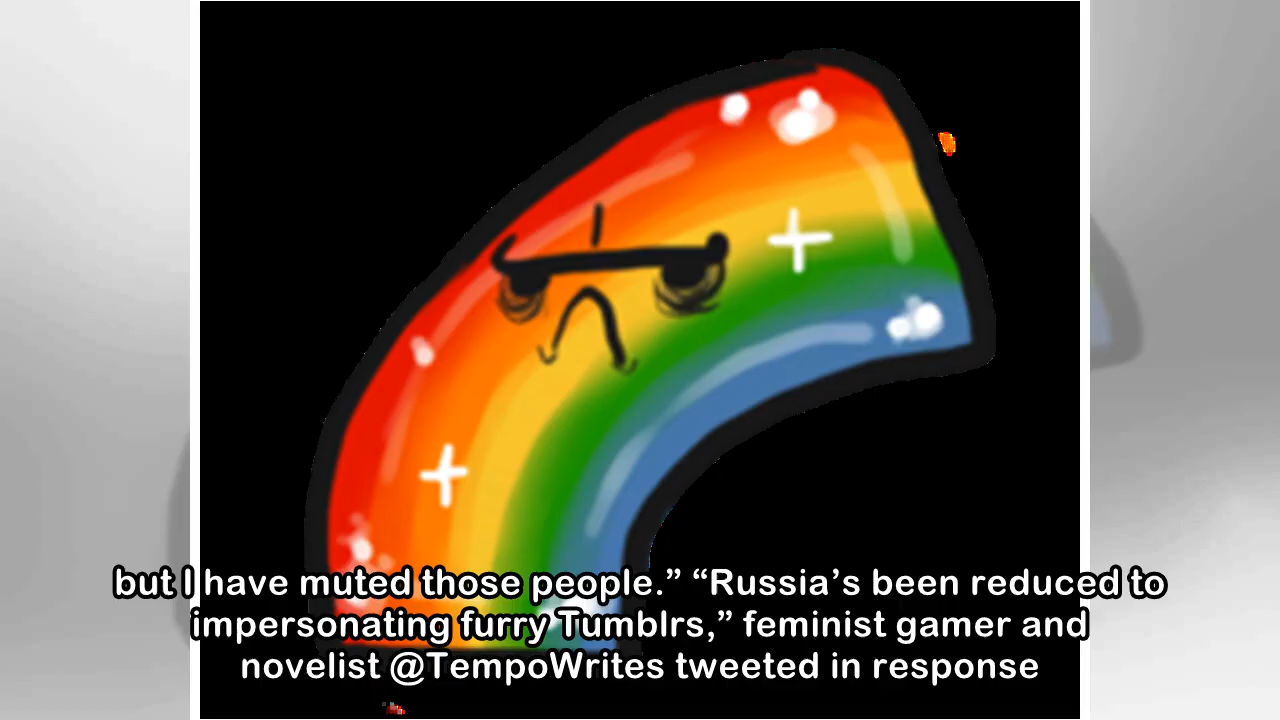 but I have muted those people.” “Russia’s been reduced to
impersonating furry Tumblrs,” feminist gamer and
novelist @TempoWrites tweeted in response